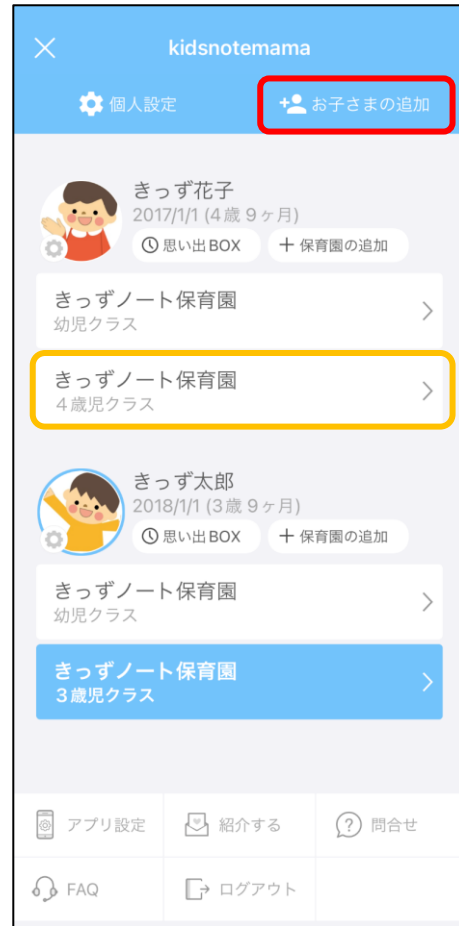 kidsnotemama
個人設定
お子さまの追加
きっず花子
2017/1/1 (4歳 9ヶ月)
思い出 BOX
+ 保育園の追加
きっずノート保育園
幼児クラス
きっずノート保育園
4歳児クラス
きっず太郎
2018/1/1 (3歳 9ヶ月)
思い出 BOX
+ 保育園の追加
きっずノート保育園
幼児クラス
きっずノート保育園
3歳児クラス
アプリ設定
紹介する
問合せ
FAQ
ログアウト